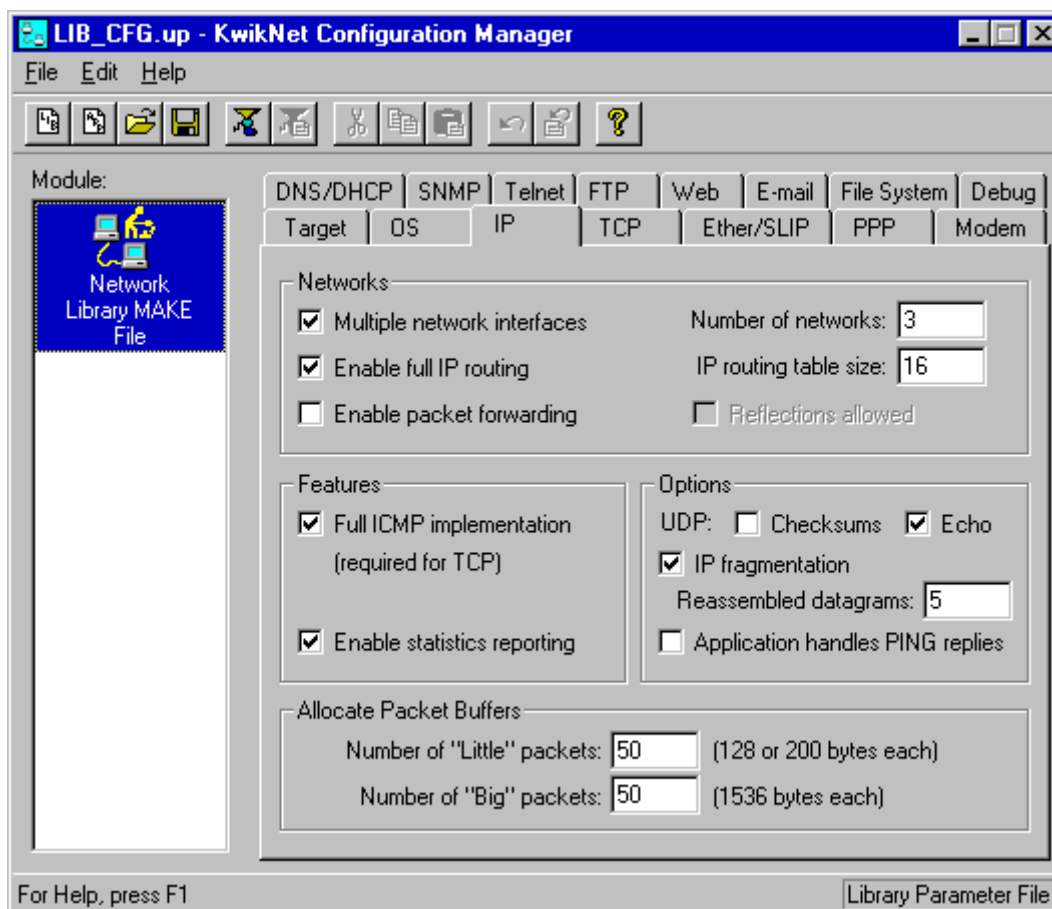 LIB_CFG.up - KwikNet Configuration Manager
File Edit Help
Module:
Network
Library MAKE
File
DNS/DHCP SNMP Telnet FTP Web E-mail File System Debug
Target OS IP TCP Ether/SLIP PPP Modem
Networks
Multiple network interfaces Number of networks: 3
Enable full IP routing IP routing table size: 16
Enable packet forwarding Reflections allowed
Features
Full ICMP implementation
(required for TCP)
Enable statistics reporting
Options
UDP: Checksums Echo
IP fragmentation
Reassembled datagrams: 5
Application handles PING replies
Allocate Packet Buffers
Number of "Little" packets: 50 (128 or 200 bytes each)
Number of "Big" packets: 50 (1536 bytes each)
For Help, press F1 Library Parameter File